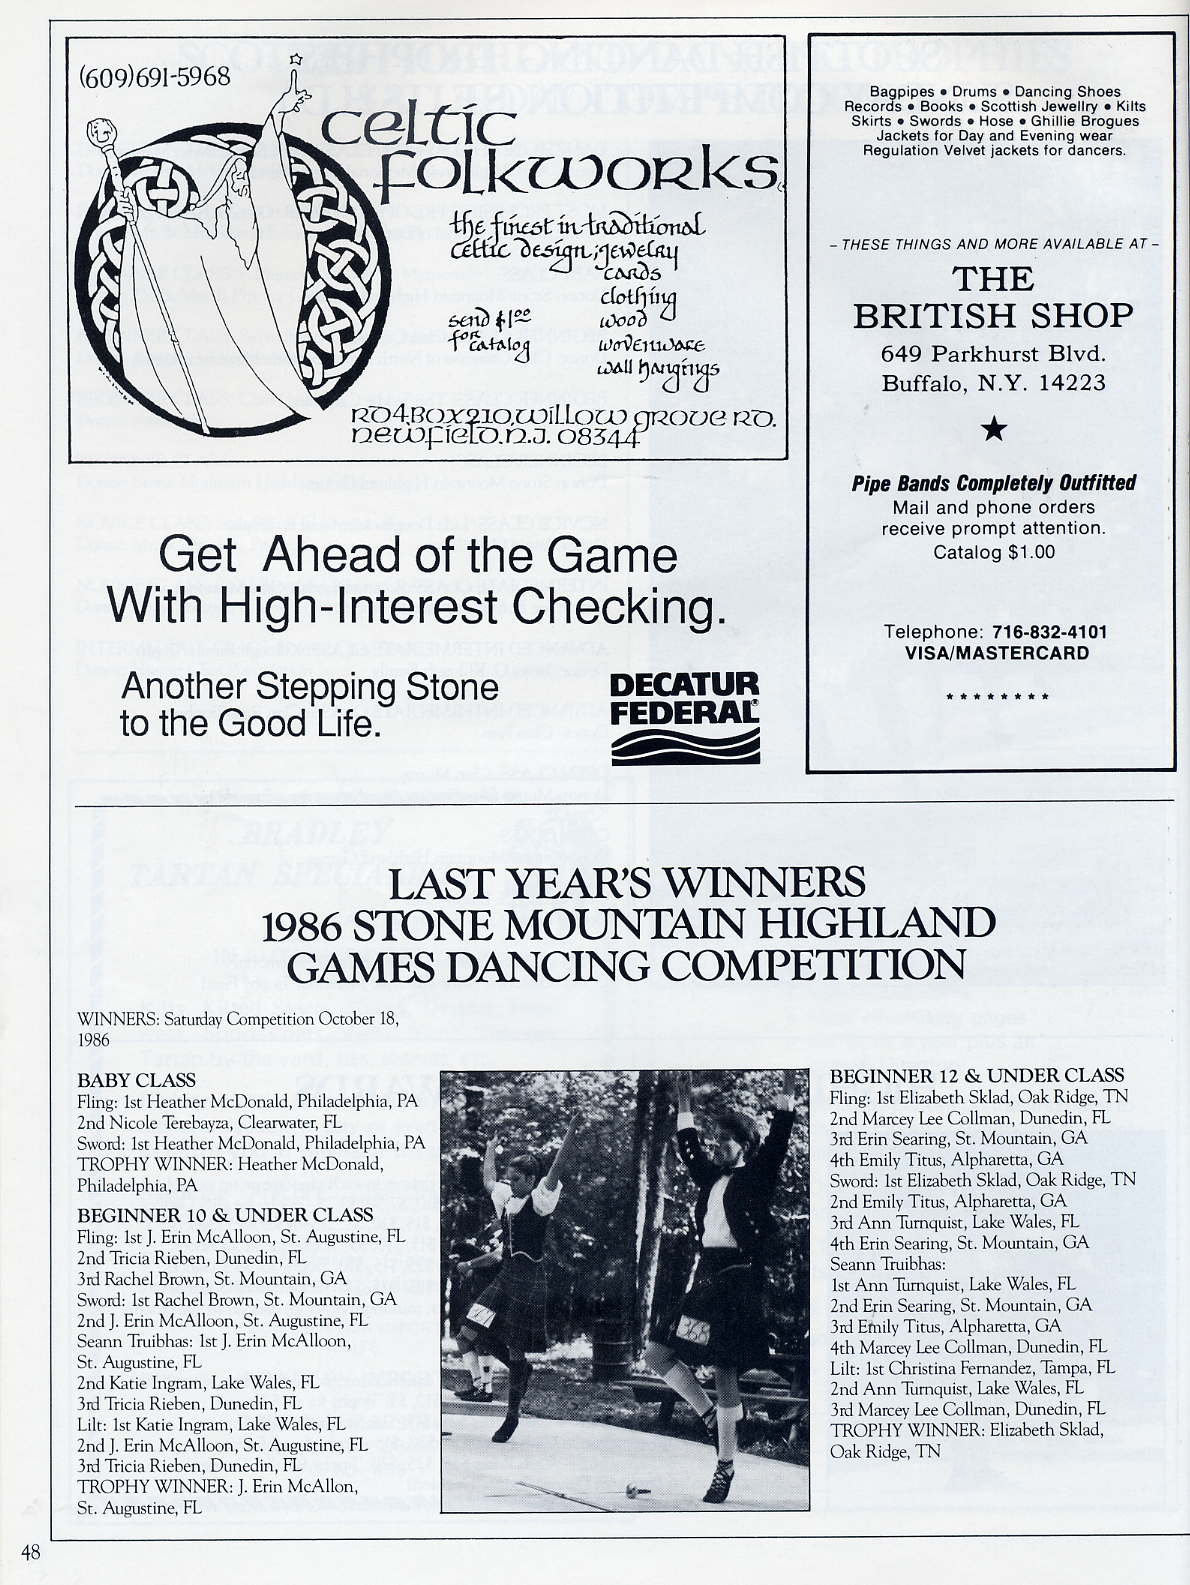 (609)691-5968
celtic
folkworks
the finest in traditional
celtic design; jewelry
cards
clothing
wood
wovenware
wall hangings
send $1.00
for catalog
RD4, Box 210, Willow Grove RD.
Newfield, N.J. 08344
Bagpipes • Drums • Dancing Shoes
Records • Books • Scottish Jewellry • Kilts
Skirts • Swords • Hose • Ghillie Brogues
Jackets for Day and Evening wear
Regulation Velvet jackets for dancers.
– THESE THINGS AND MORE AVAILABLE AT –
THE
BRITISH SHOP
649 Parkhurst Blvd.
Buffalo, N.Y. 14223
★
Pipe Bands Completely Outfitted
Mail and phone orders
receive prompt attention.
Catalog $1.00
Telephone: 716-832-4101
VISA/MASTERCARD
* * * * * * * *
Get Ahead of the Game
With High-Interest Checking.
Another Stepping Stone
to the Good Life.
DECATUR
FEDERAL®
LAST YEAR'S WINNERS
1986 STONE MOUNTAIN HIGHLAND
GAMES DANCING COMPETITION
WINNERS: Saturday Competition October 18,
1986
BABY CLASS
Fling: 1st Heather McDonald, Philadelphia, PA
2nd Nicole Terebayza, Clearwater, FL
Sword: 1st Heather McDonald, Philadelphia, PA
TROPHY WINNER: Heather McDonald,
Philadelphia, PA
BEGINNER 10 & UNDER CLASS
Fling: 1st J. Erin McAlloon, St. Augustine, FL
2nd Tricia Rieben, Dunedin, FL
3rd Rachel Brown, St. Mountain, GA
Sword: 1st Rachel Brown, St. Mountain, GA
2nd J. Erin McAlloon, St. Augustine, FL
Seann Truibhas: 1st J. Erin McAlloon,
St. Augustine, FL
2nd Katie Ingram, Lake Wales, FL
3rd Tricia Rieben, Dunedin, FL
Lilt: 1st Katie Ingram, Lake Wales, FL
2nd J. Erin McAlloon, St. Augustine, FL
3rd Tricia Rieben, Dunedin, FL
TROPHY WINNER: J. Erin McAllon,
St. Augustine, FL
368
BEGINNER 12 & UNDER CLASS
Fling: 1st Elizabeth Sklad, Oak Ridge, TN
2nd Marcey Lee Collman, Dunedin, FL
3rd Erin Searing, St. Mountain, GA
4th Emily Titus, Alpharetta, GA
Sword: 1st Elizabeth Sklad, Oak Ridge, TN
2nd Emily Titus, Alpharetta, GA
3rd Ann Turnquist, Lake Wales, FL
4th Erin Searing, St. Mountain, GA
Seann Truibhas:
1st Ann Turnquist, Lake Wales, FL
2nd Erin Searing, St. Mountain, GA
3rd Emily Titus, Alpharetta, GA
4th Marcey Lee Collman, Dunedin, FL
Lilt: 1st Christina Fernandez, Tampa, FL
2nd Ann Turnquist, Lake Wales, FL
3rd Marcey Lee Collman, Dunedin, FL
TROPHY WINNER: Elizabeth Sklad,
Oak Ridge, TN
48